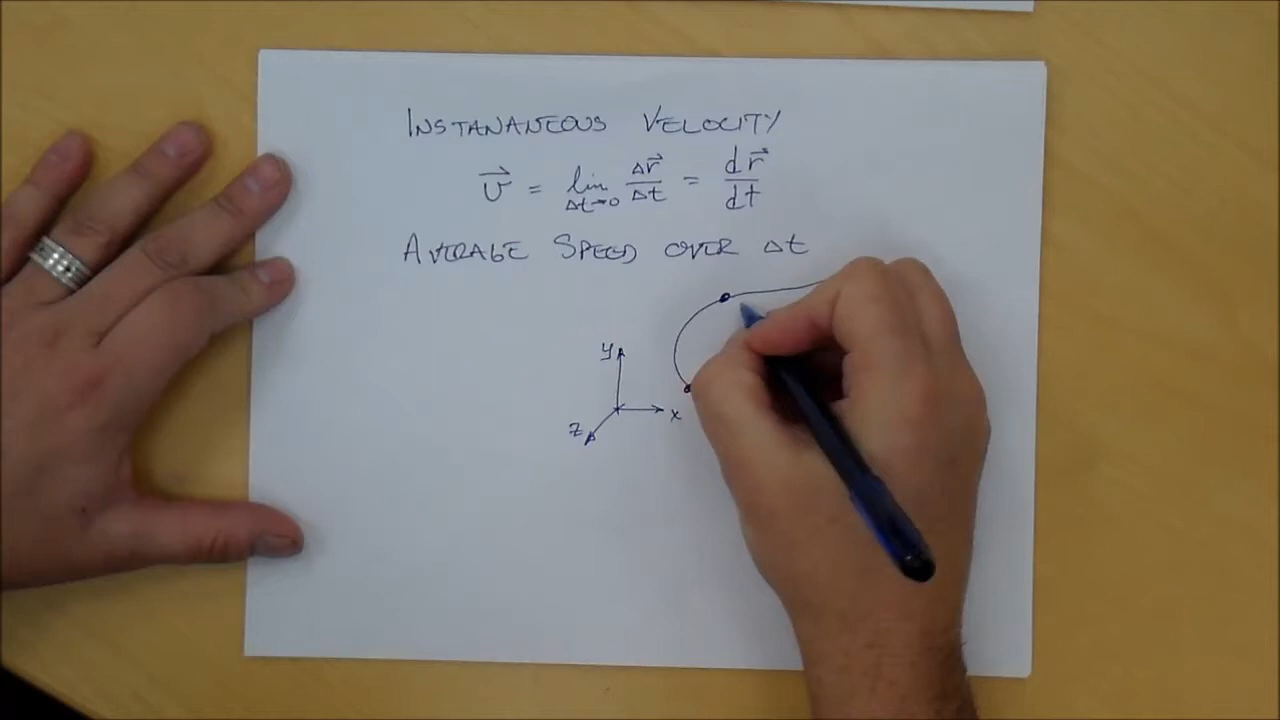 INSTANANEOUS VELOCITY
v⃗ = lim Δt→0 Δr⃗/Δt = dr⃗/dt
AVERAGE SPEED OVER Δt
y
x
z